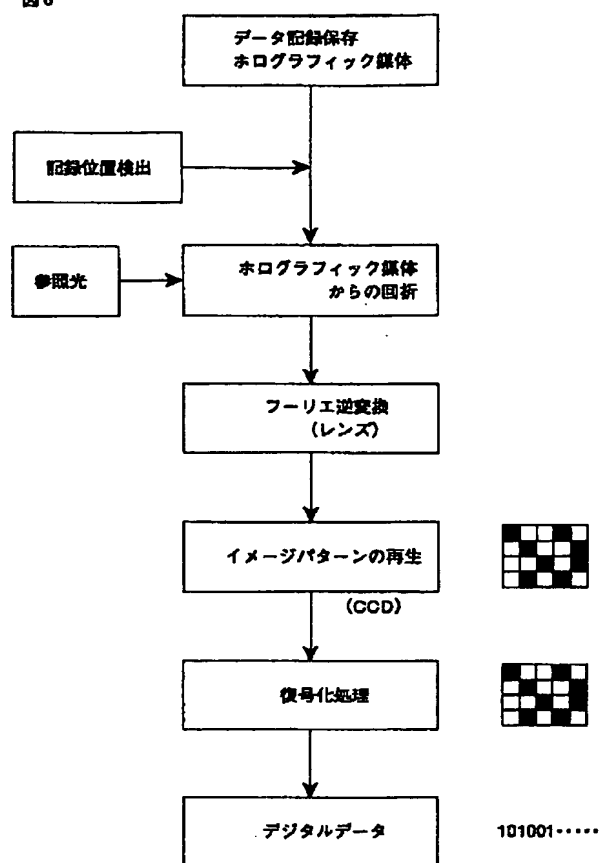 図6
データ記録保存
ホログラフィック媒体
記録位置検出
参照光
ホログラフィック媒体
からの回折
フーリエ逆変換
(レンズ)
イメージパターンの再生
(CCD)
復号化処理
デジタルデータ
101001・・・・・